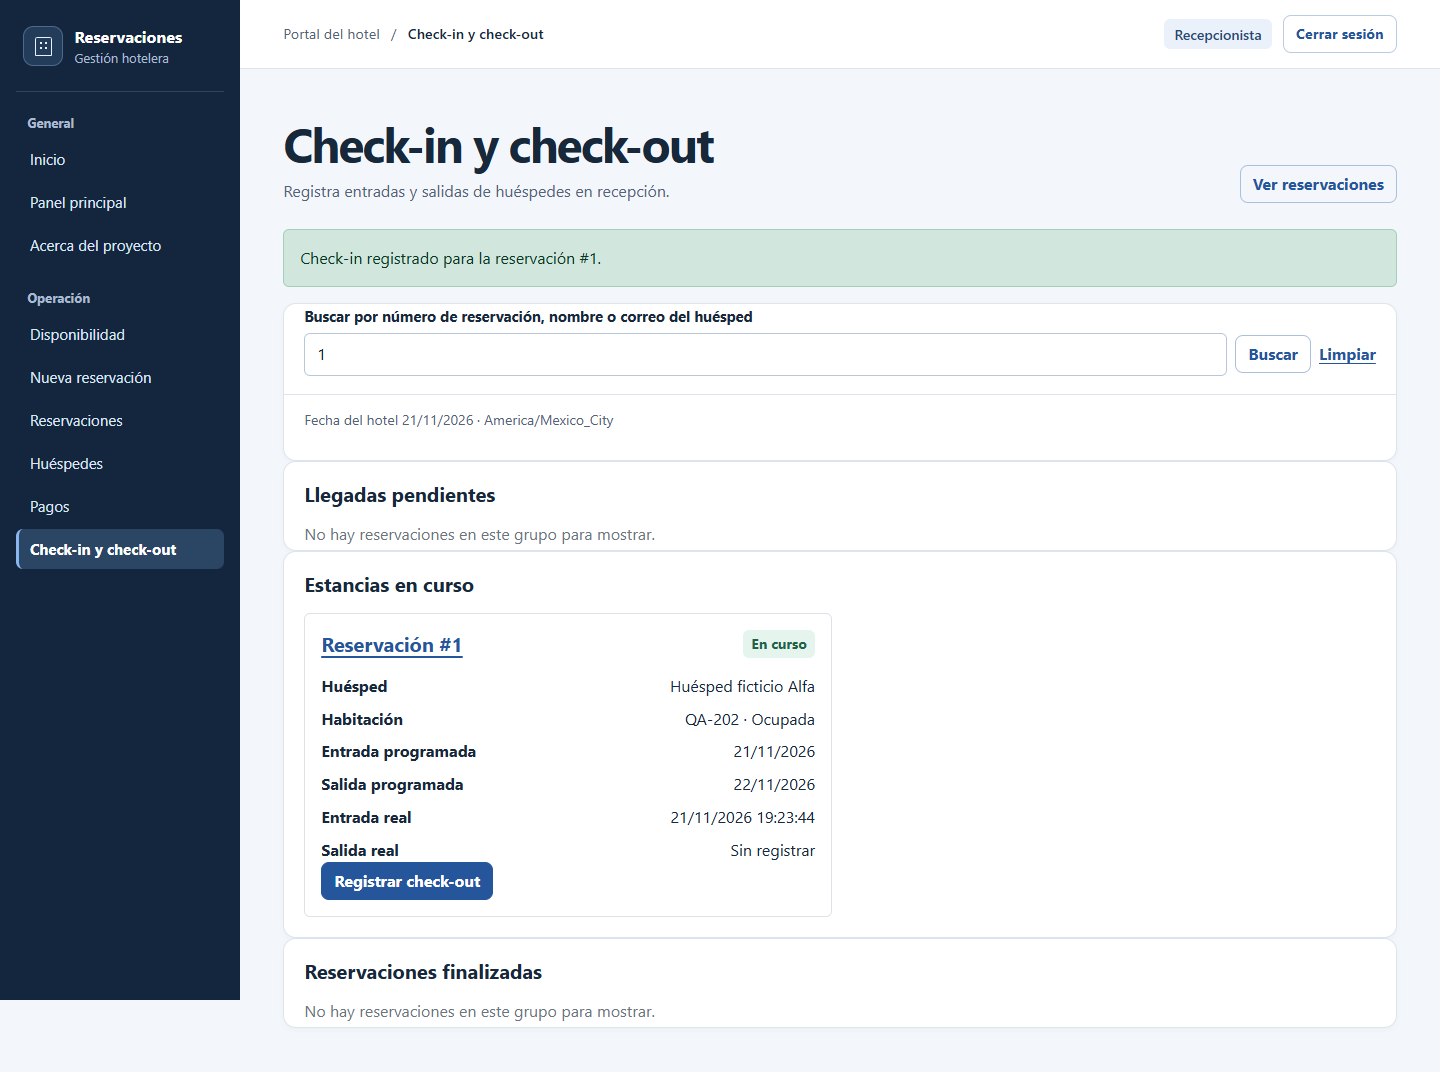 Reservaciones
Gestión hotelera
General
Inicio
Panel principal
Acerca del proyecto
Operación
Disponibilidad
Nueva reservación
Reservaciones
Huéspedes
Pagos
Check-in y check-out
Portal del hotel / Check-in y check-out
Recepcionista
Cerrar sesión
Check-in y check-out
Registra entradas y salidas de huéspedes en recepción.
Ver reservaciones
Check-in registrado para la reservación #1.
Buscar por número de reservación, nombre o correo del huésped
1
Buscar
Limpiar
Fecha del hotel 21/11/2026 · America/Mexico_City
Llegadas pendientes
No hay reservaciones en este grupo para mostrar.
Estancias en curso
Reservación #1
En curso
Huésped Huésped ficticio Alfa
Habitación QA-202 · Ocupada
Entrada programada 21/11/2026
Salida programada 22/11/2026
Entrada real 21/11/2026 19:23:44
Salida real Sin registrar
Registrar check-out
Reservaciones finalizadas
No hay reservaciones en este grupo para mostrar.